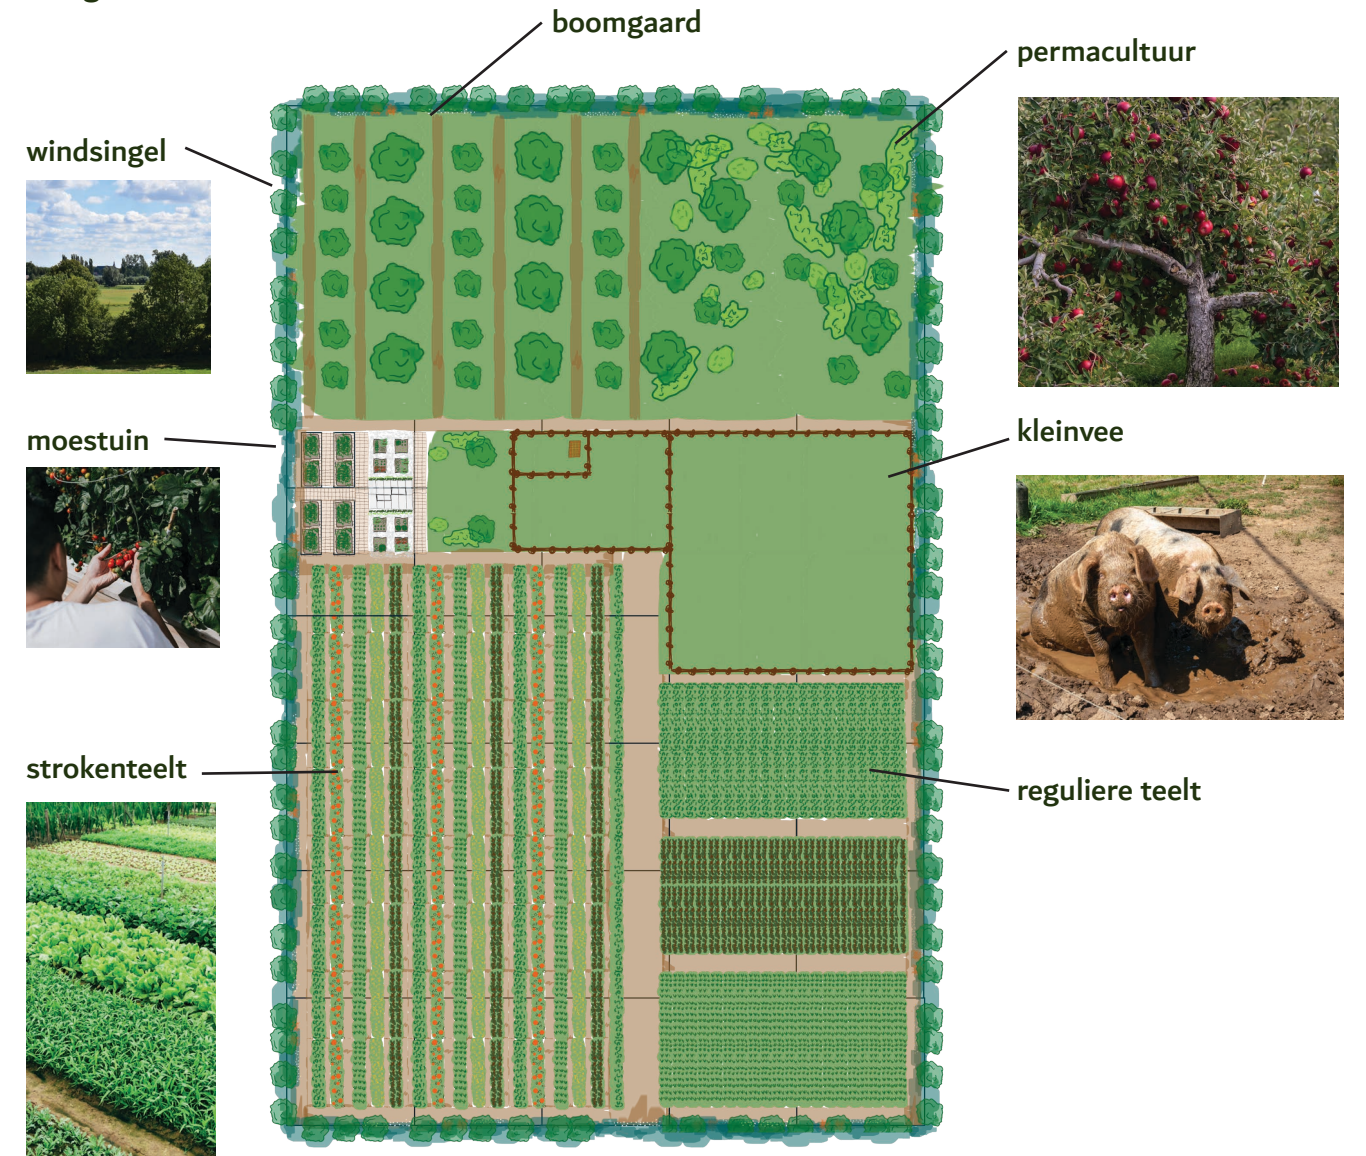 boomgaard
permacultuur
windsingel
moestuin
kleinvee
strokenteelt
reguliere teelt